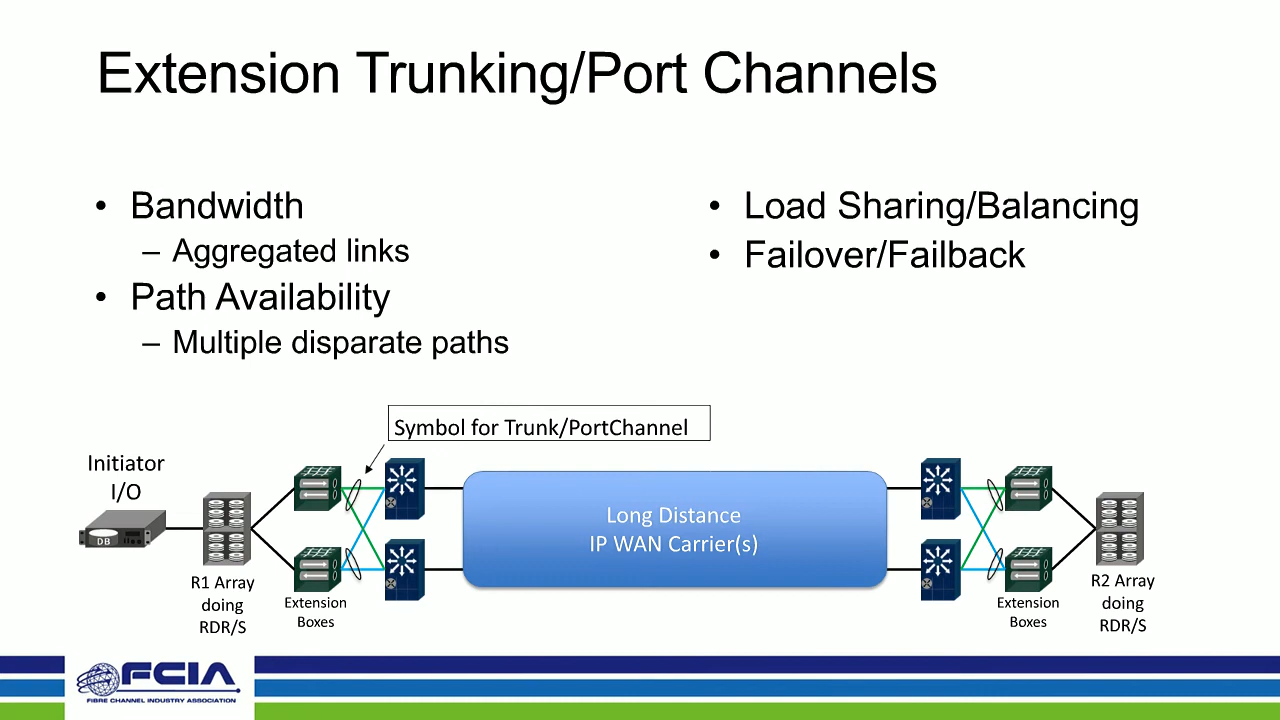 Extension Trunking/Port Channels
• Bandwidth
– Aggregated links
• Path Availability
– Multiple disparate paths
• Load Sharing/Balancing
• Failover/Failback
Symbol for Trunk/PortChannel
Initiator
I/O
DB
R1 Array
doing
RDR/S
Extension
Boxes
Long Distance
IP WAN Carrier(s)
Extension
Boxes
R2 Array
doing
RDR/S
FCIA
FIBRE CHANNEL INDUSTRY ASSOCIATION